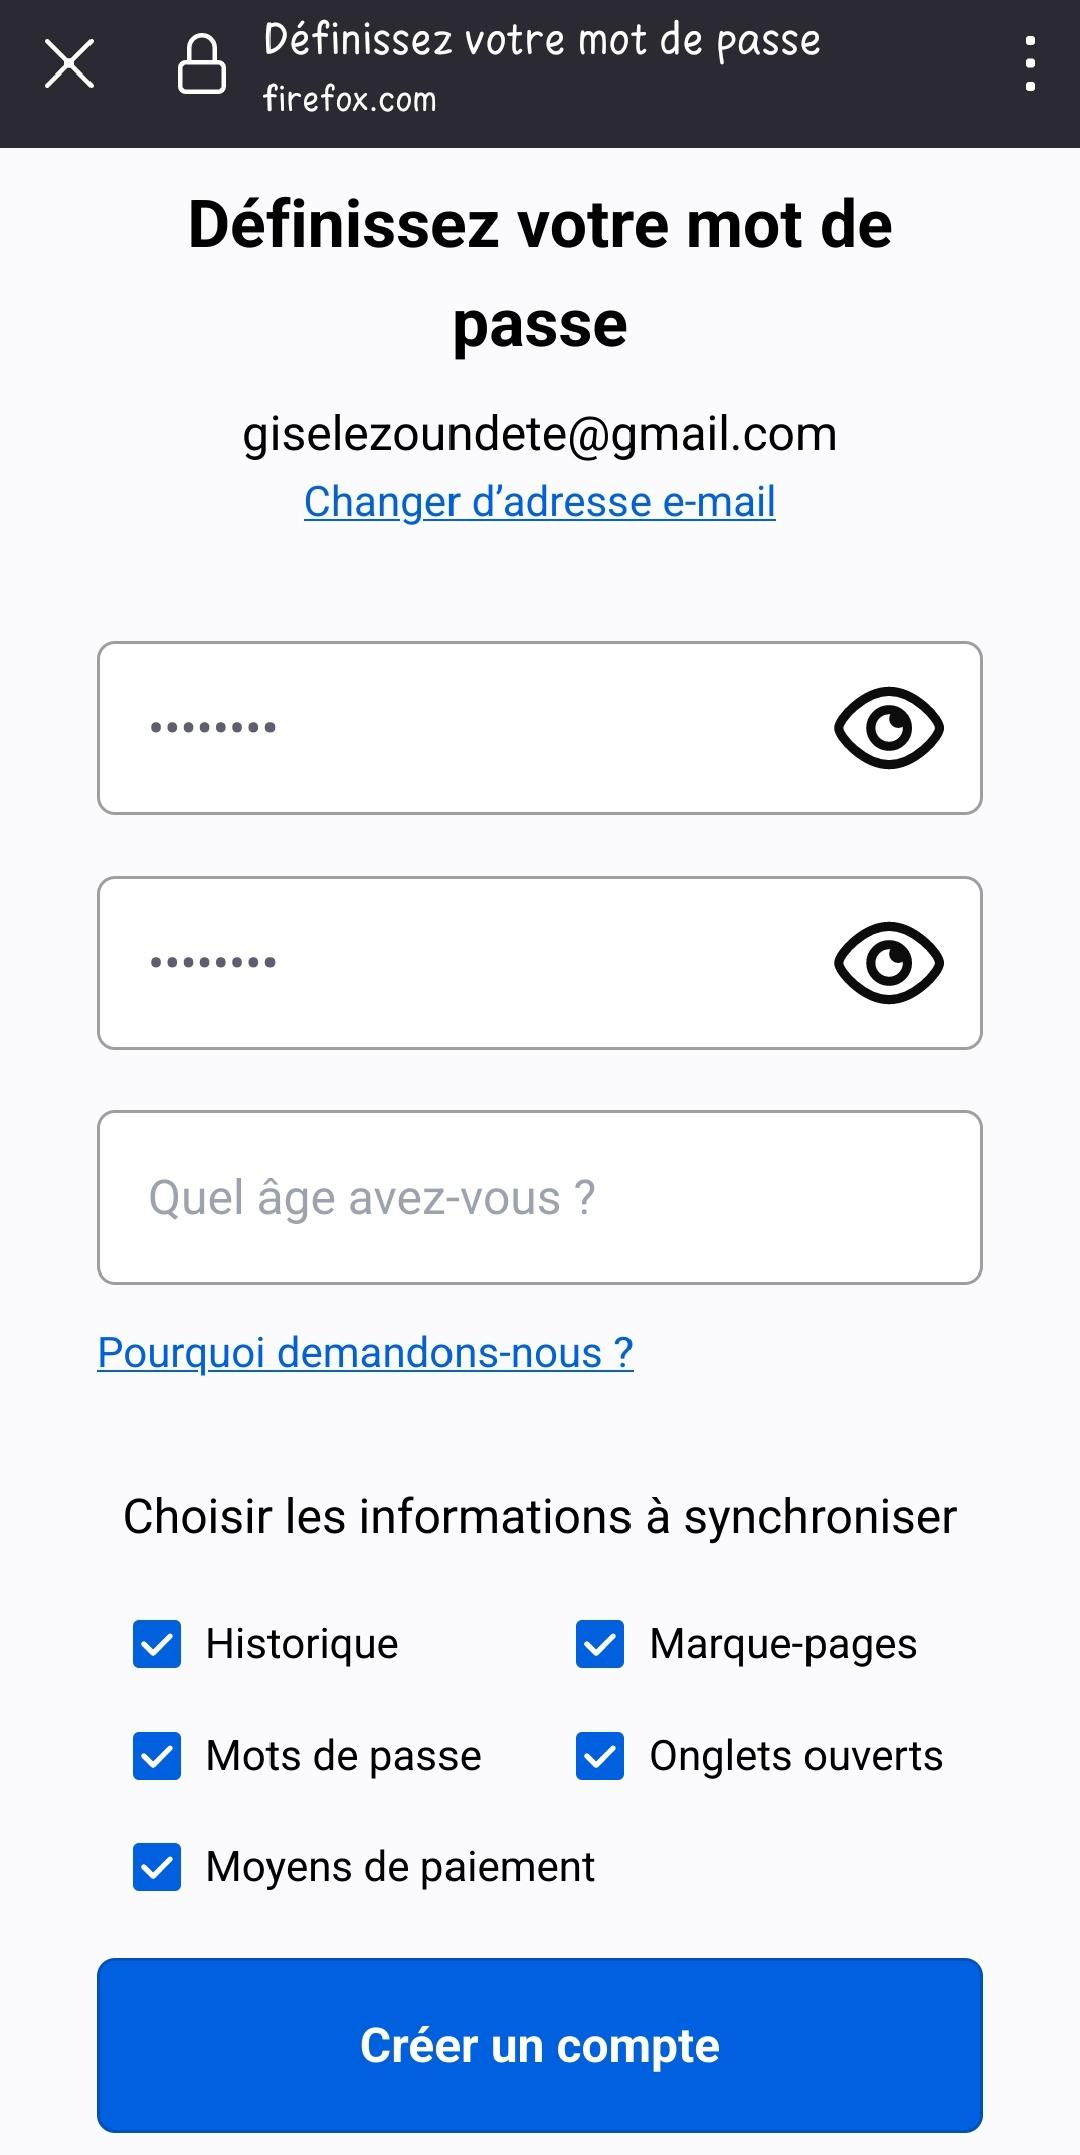 Définissez votre mot de passe
firefox.com
Définissez votre mot de
passe
giselezoundete@gmail.com
Changer d’adresse e-mail
••••••••
••••••••
Quel âge avez-vous ?
Pourquoi demandons-nous ?
Choisir les informations à synchroniser
Historique
Marque-pages
Mots de passe
Onglets ouverts
Moyens de paiement
Créer un compte